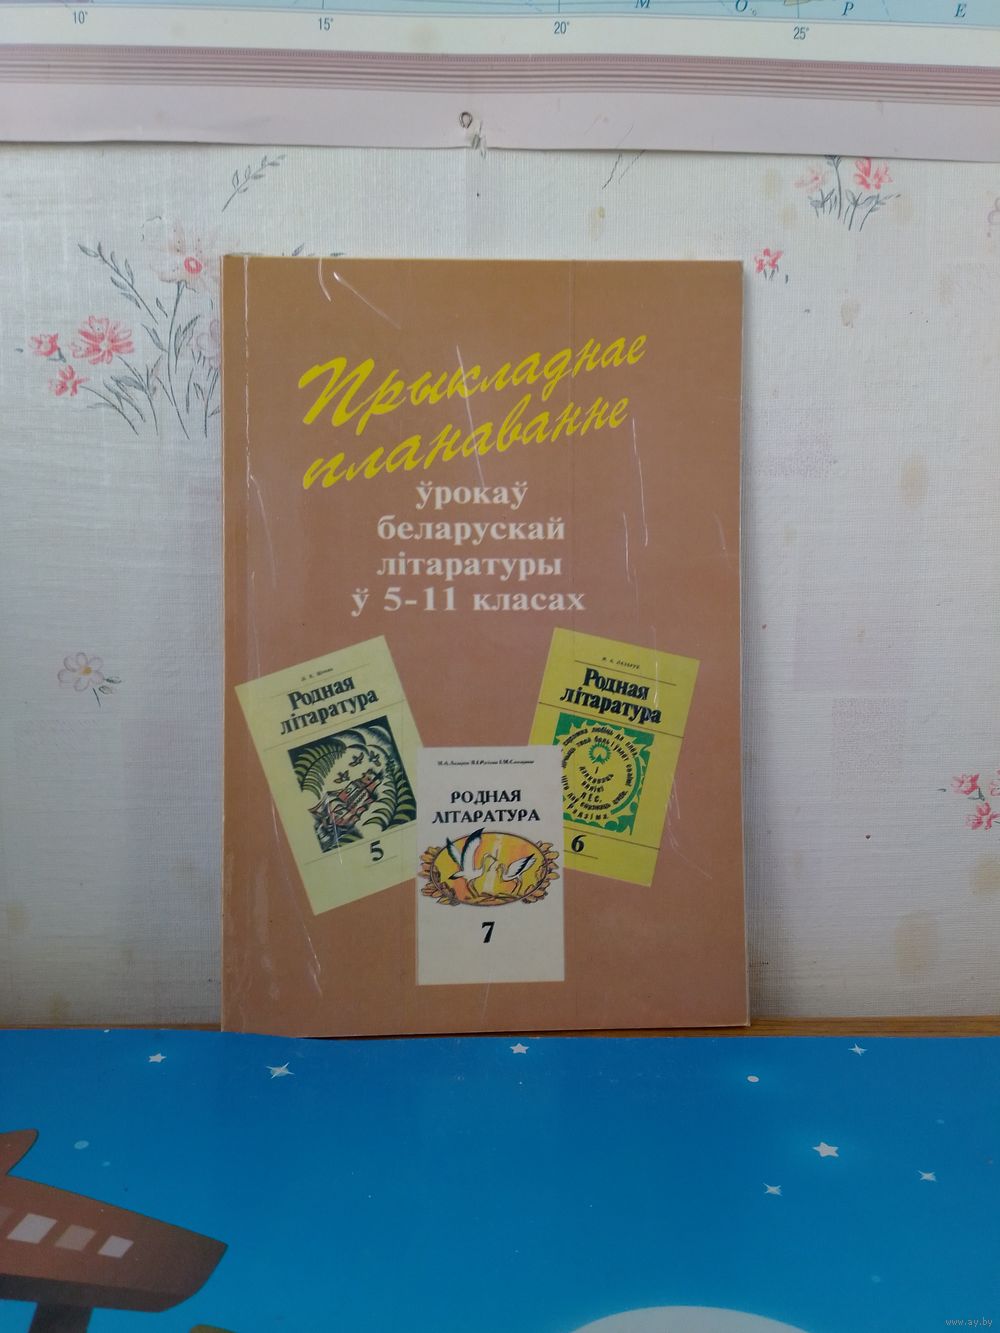 10°
15°
20°
25°
М О Р Е
Прыкладнае
планаванне
ўрокаў
беларускай
літаратуры
ў 5-11 класах
Родная
літаратура
5
Родная
літаратура
6
РОДНАЯ
ЛІТАРАТУРА
7
www.ay.by